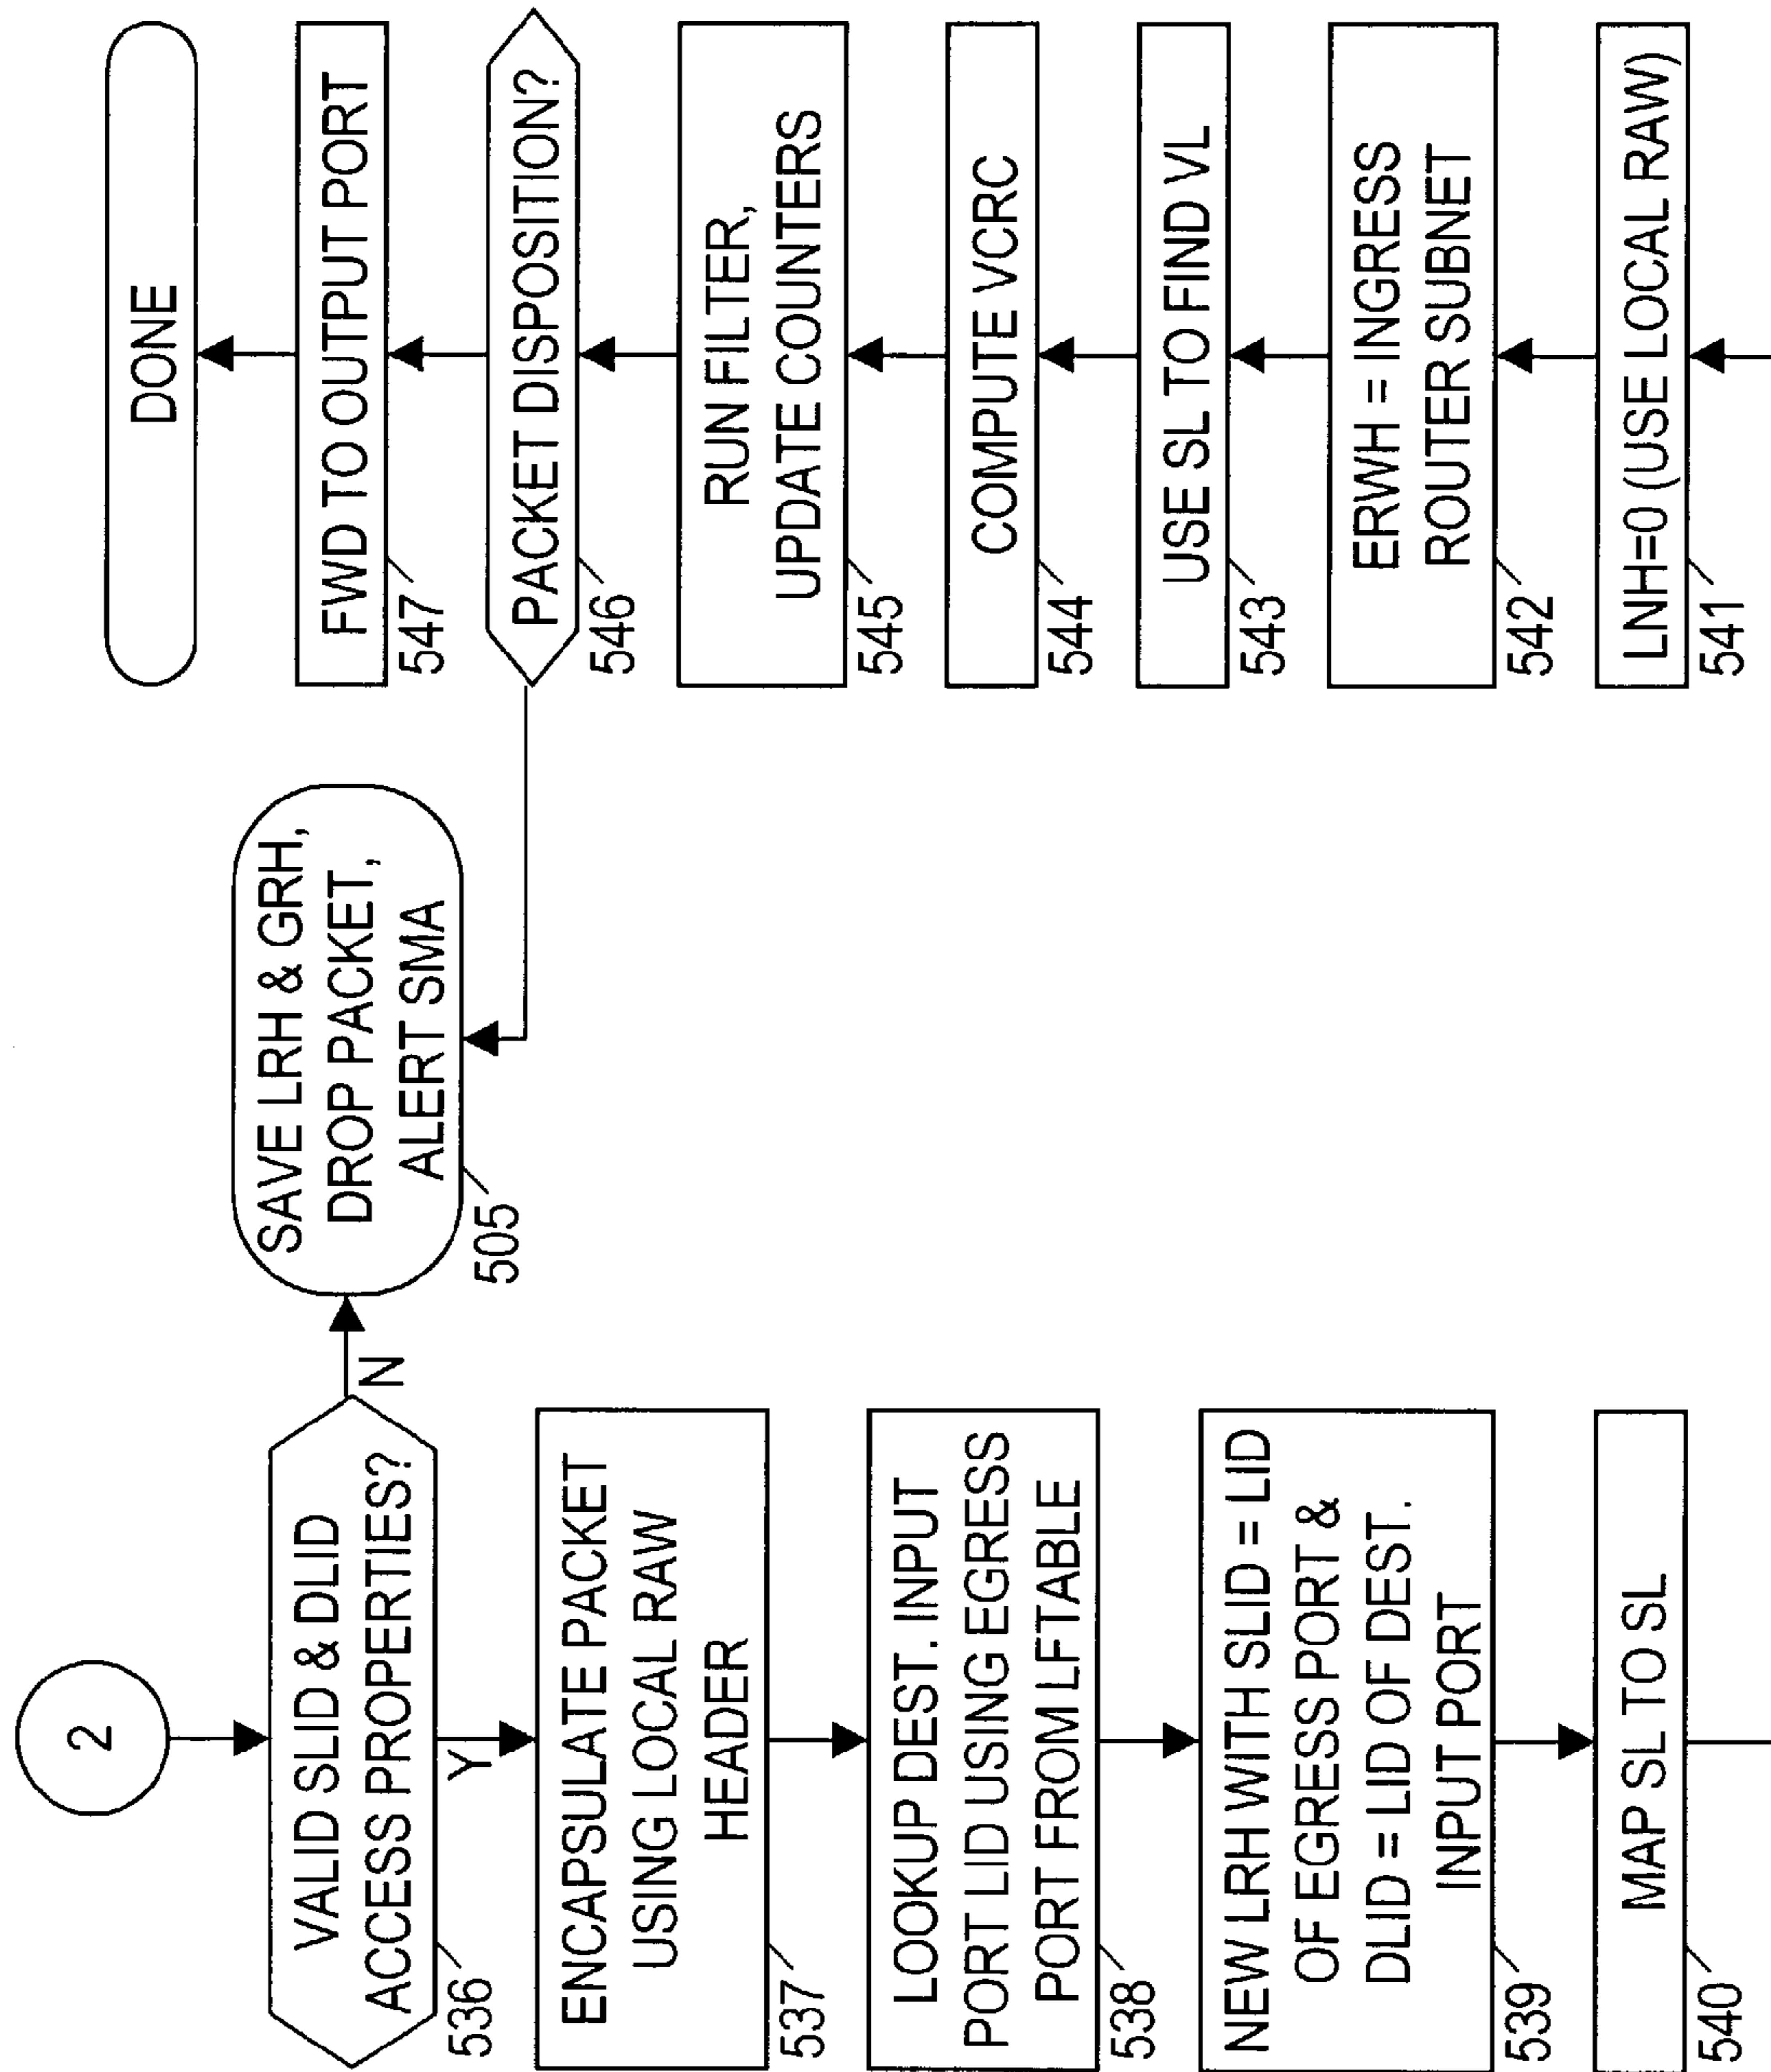 2
VALID SLID & DLID
ACCESS PROPERTIES?
536
N
Y
SAVE LRH & GRH,
DROP PACKET,
ALERT SMA
505
ENCAPSULATE PACKET
USING LOCAL RAW
HEADER
537
LOOKUP DEST. INPUT
PORT LID USING EGRESS
PORT FROM LFTABLE
538
NEW LRH WITH SLID = LID
OF EGRESS PORT &
DLID = LID OF DEST.
INPUT PORT
539
MAP SL TO SL
540
LNH=0 (USE LOCAL RAW)
541
ERWH = INGRESS
ROUTER SUBNET
542
USE SL TO FIND VL
543
COMPUTE VCRC
544
RUN FILTER,
UPDATE COUNTERS
545
PACKET DISPOSITION?
546
FWD TO OUTPUT PORT
547
DONE